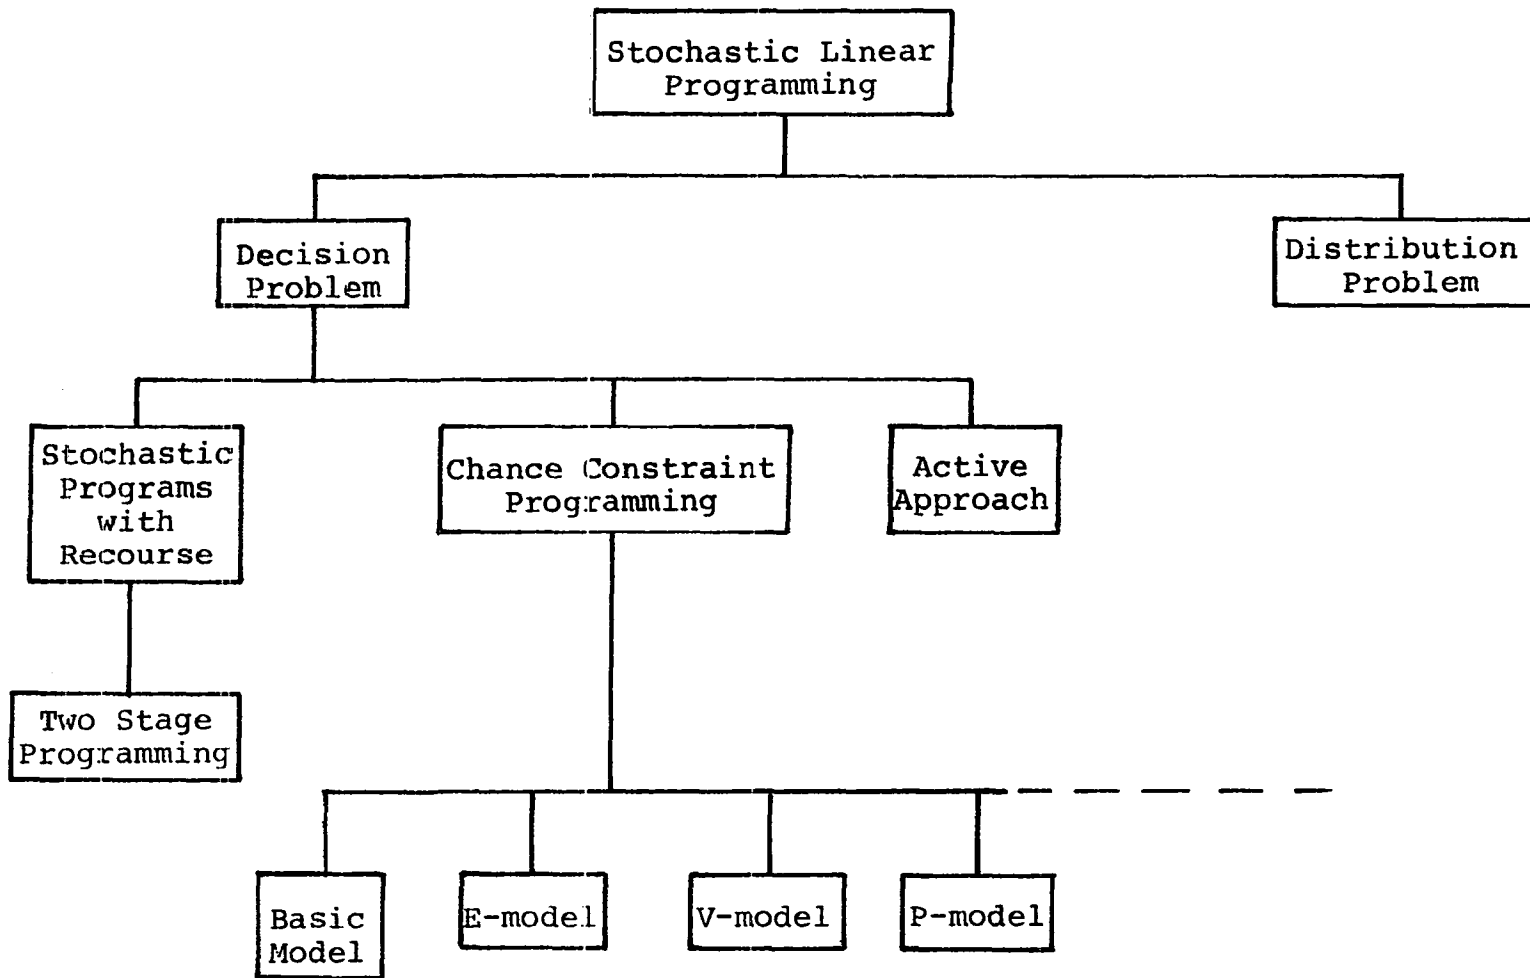 Stochastic Linear
Programming
Decision
Problem
Distribution
Problem
Stochastic
Programs
with
Recourse
Chance Constraint
Programming
Active
Approach
Two Stage
Programming
Basic
Model
E-model
V-model
P-model